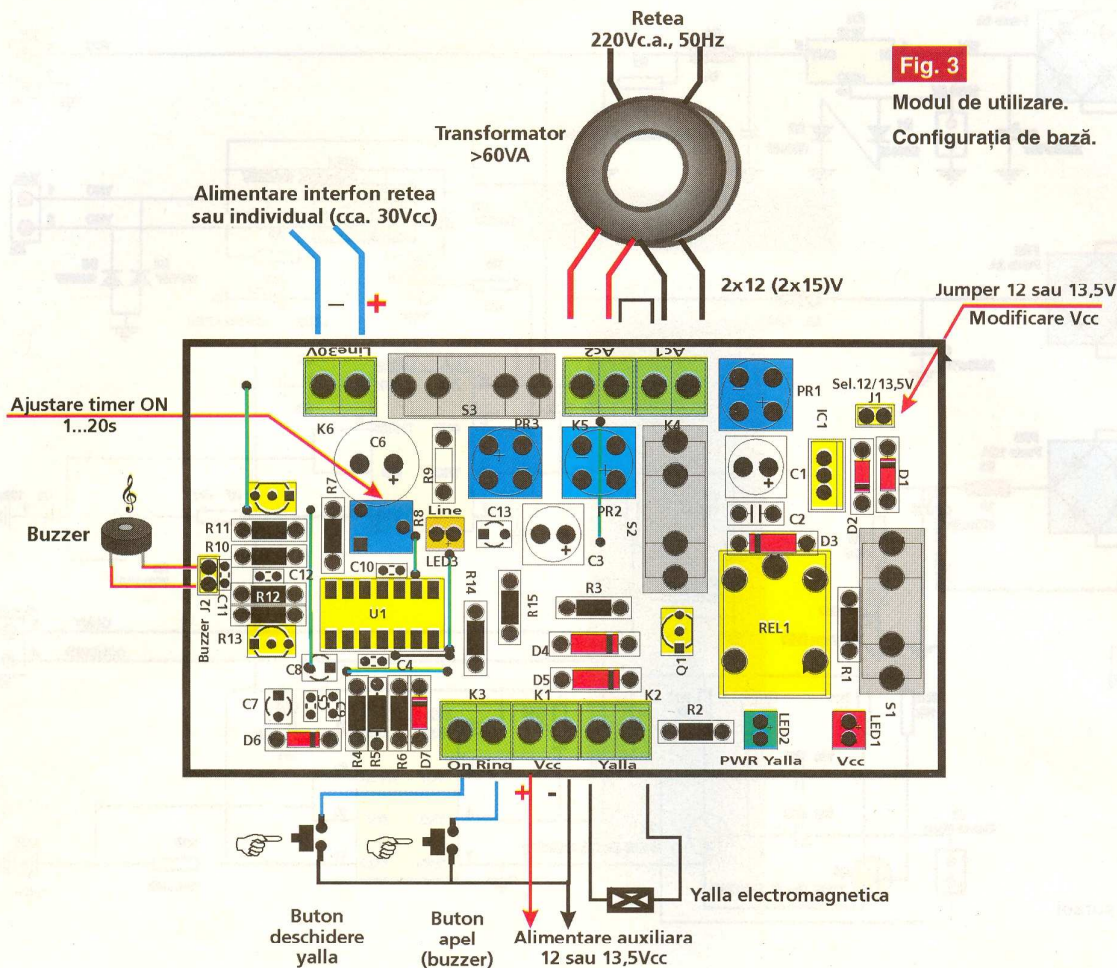 Retea
220Vc.a., 50Hz
Fig. 3
Modul de utilizare.
Configurația de bază.
Transformator
>60VA
Alimentare interfon retea
sau individual (cca. 30Vcc)
– +
2x12 (2x15)V
Jumper 12 sau 13,5V
Modificare Vcc
Line30V
Ac2
Ac1
S3
K6
C6
R9
PR3
K5
K4
PR1
IC1
Sel.12/13,5V
J1
Ajustare timer ON
1...20s
R7
R8
Line
LED3
C13
PR2
C3
S2
C1
C2
D2
D1
D3
Buzzer
R11
R10
C12
R12
R13
C11
Buzzer J2
C10
U1
R14
R15
R3
D4
D5
Q1
REL1
R1
S1
C8
C4
C7
C5
C9
D6
R4
R5
R6
D7
K3
K1
K2
R2
LED2
LED1
On Ring
Vcc
Yalla
PWR Yalla
Vcc
+ -
Buton
deschidere
yalla
Buton
apel
(buzzer)
Alimentare auxiliara
12 sau 13,5Vcc
Yalla electromagnetica